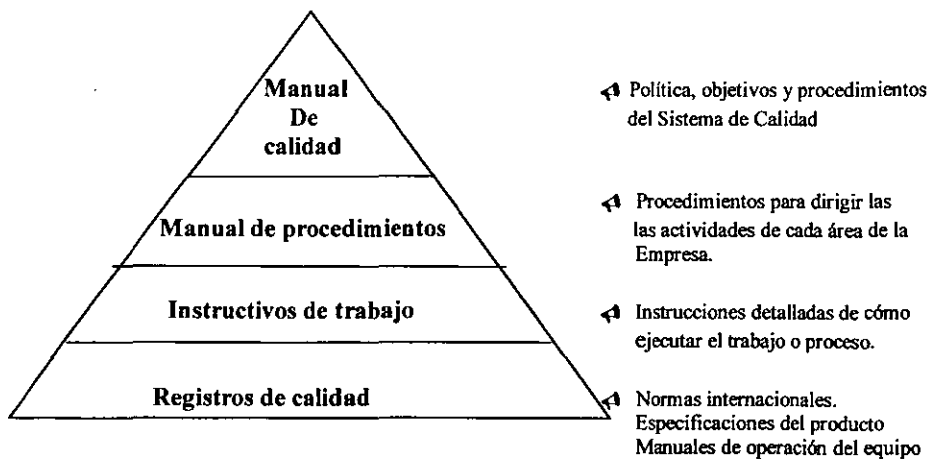 Manual
De
calidad
Política, objetivos y procedimientos
del Sistema de Calidad
Manual de procedimientos
Procedimientos para dirigir las
las actividades de cada área de la
Empresa.
Instructivos de trabajo
Instrucciones detalladas de cómo
ejecutar el trabajo o proceso.
Registros de calidad
Normas internacionales.
Especificaciones del producto
Manuales de operación del equipo